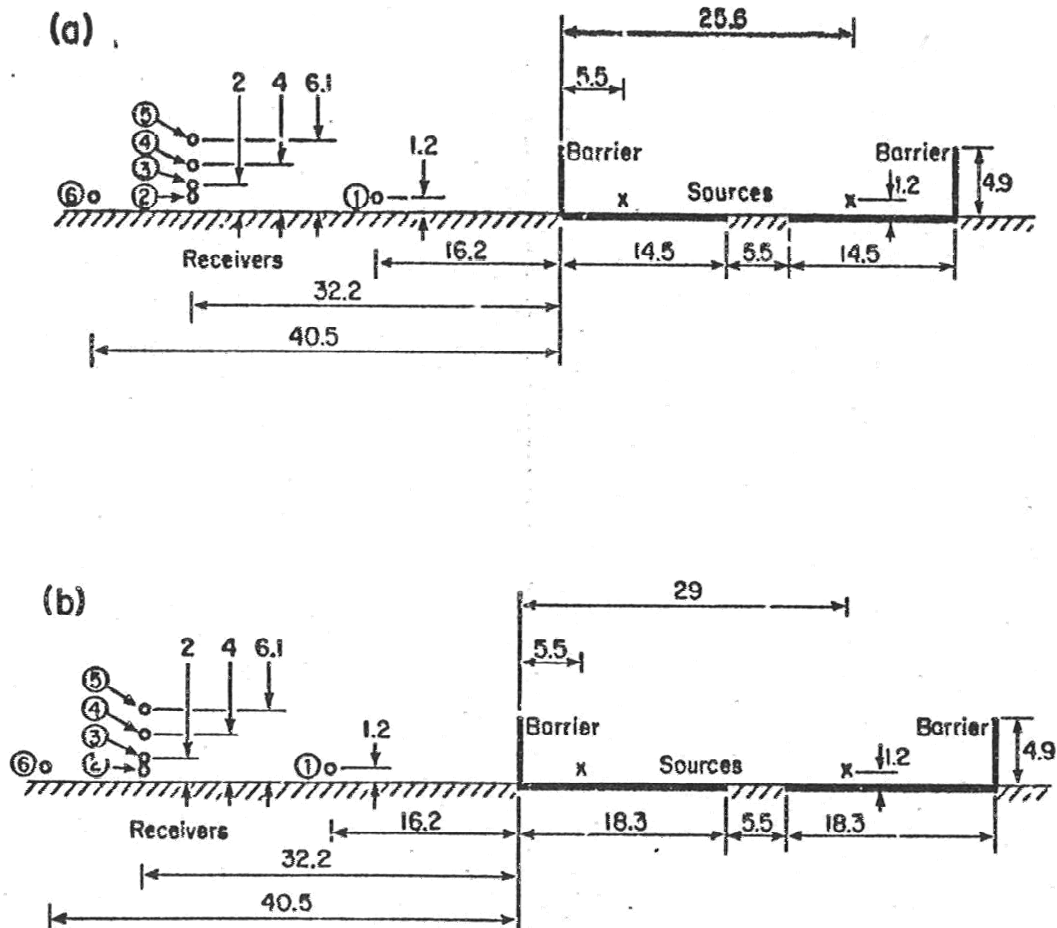 (a)
25.6
5.5
2 4 6.1
⑤
④
③
②
⑥
①
1.2
Barrier
Barrier
Sources
1.2
4.9
Receivers
16.2
14.5 5.5 14.5
32.2
40.5
(b)
29
5.5
2 4 6.1
⑤
④
③
⑥
①
1.2
Barrier
Barrier
Sources
1.2
4.9
Receivers
16.2
18.3 5.5 18.3
32.2
40.5